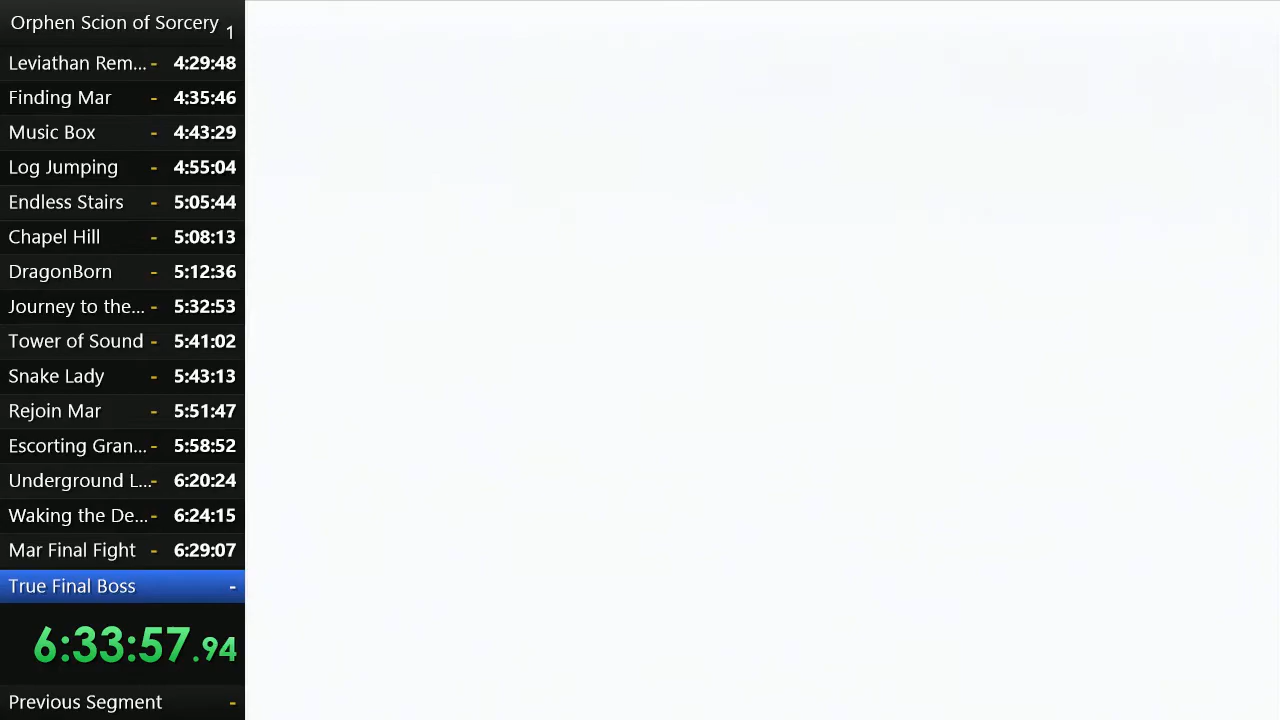 Orphen Scion of Sorcery 1
Leviathan Rem... - 4:29:48
Finding Mar - 4:35:46
Music Box - 4:43:29
Log Jumping - 4:55:04
Endless Stairs - 5:05:44
Chapel Hill - 5:08:13
DragonBorn - 5:12:36
Journey to the... - 5:32:53
Tower of Sound - 5:41:02
Snake Lady - 5:43:13
Rejoin Mar - 5:51:47
Escorting Gran... - 5:58:52
Underground L... - 6:20:24
Waking the De... - 6:24:15
Mar Final Fight - 6:29:07
True Final Boss -
6:33:57.94
Previous Segment -